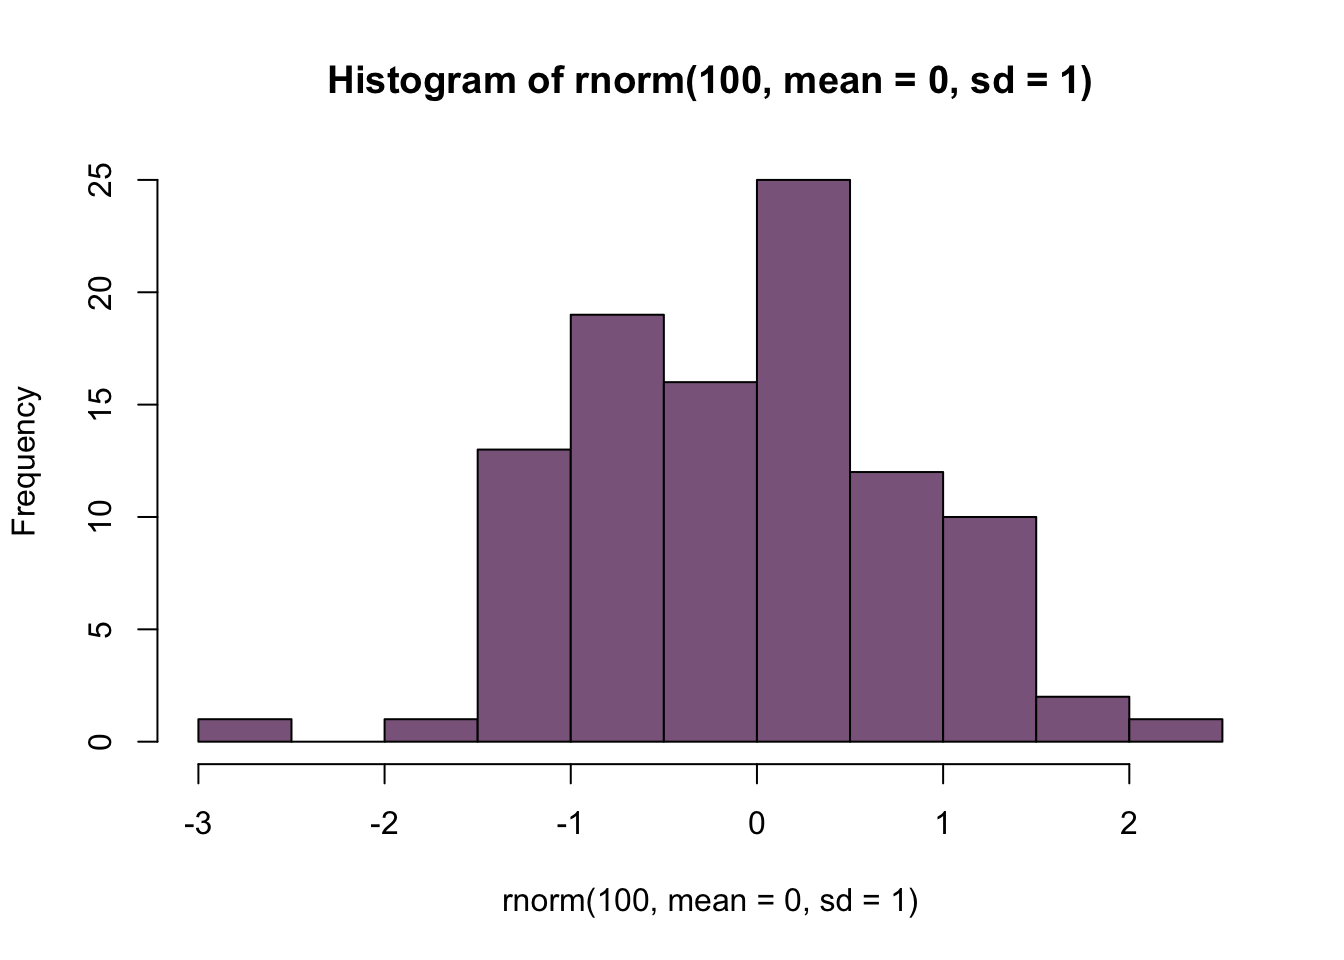 Histogram of rnorm(100, mean = 0, sd = 1)
Frequency
25
20
15
10
5
0
-3 -2 -1 0 1 2
rnorm(100, mean = 0, sd = 1)